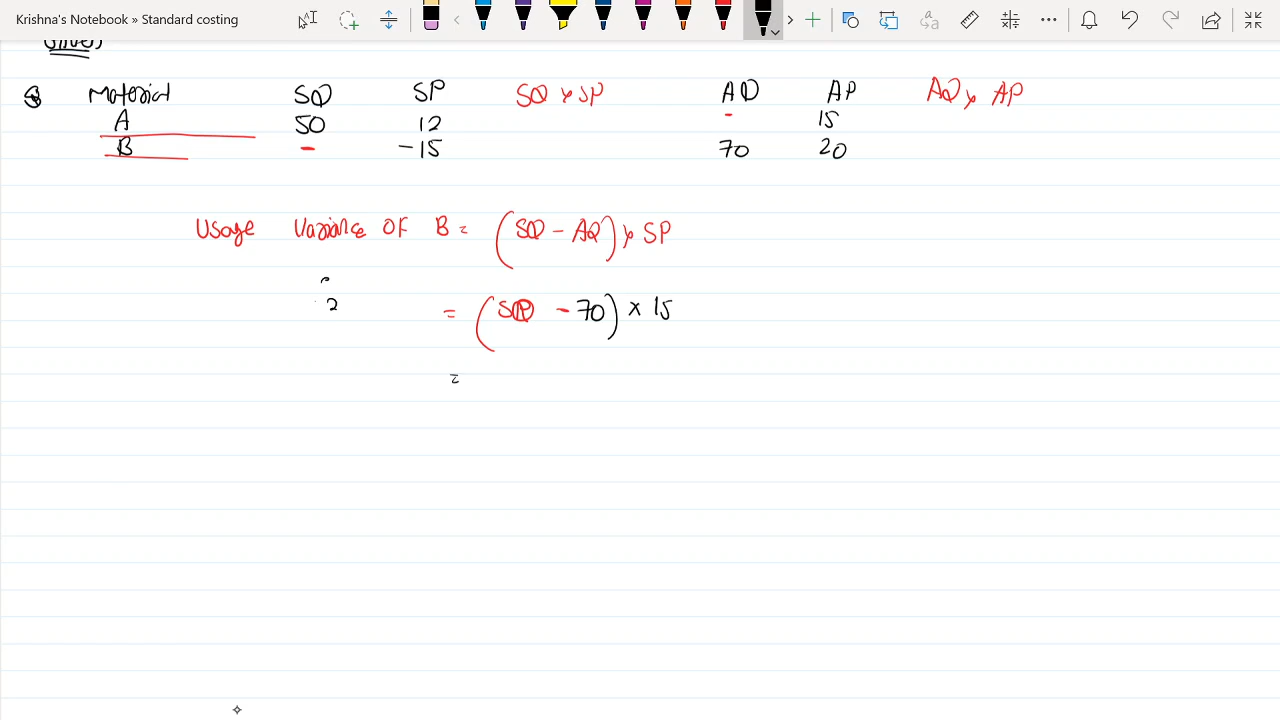 Krishna's Notebook » Standard costing
Material SQ SP SQ x SP AQ AP AQ x AP
A 50 12 - 15
B - -15 70 20
Usage Variance OF B = (SQ - AQ) x SP
= (SQ - 70) x 15
=